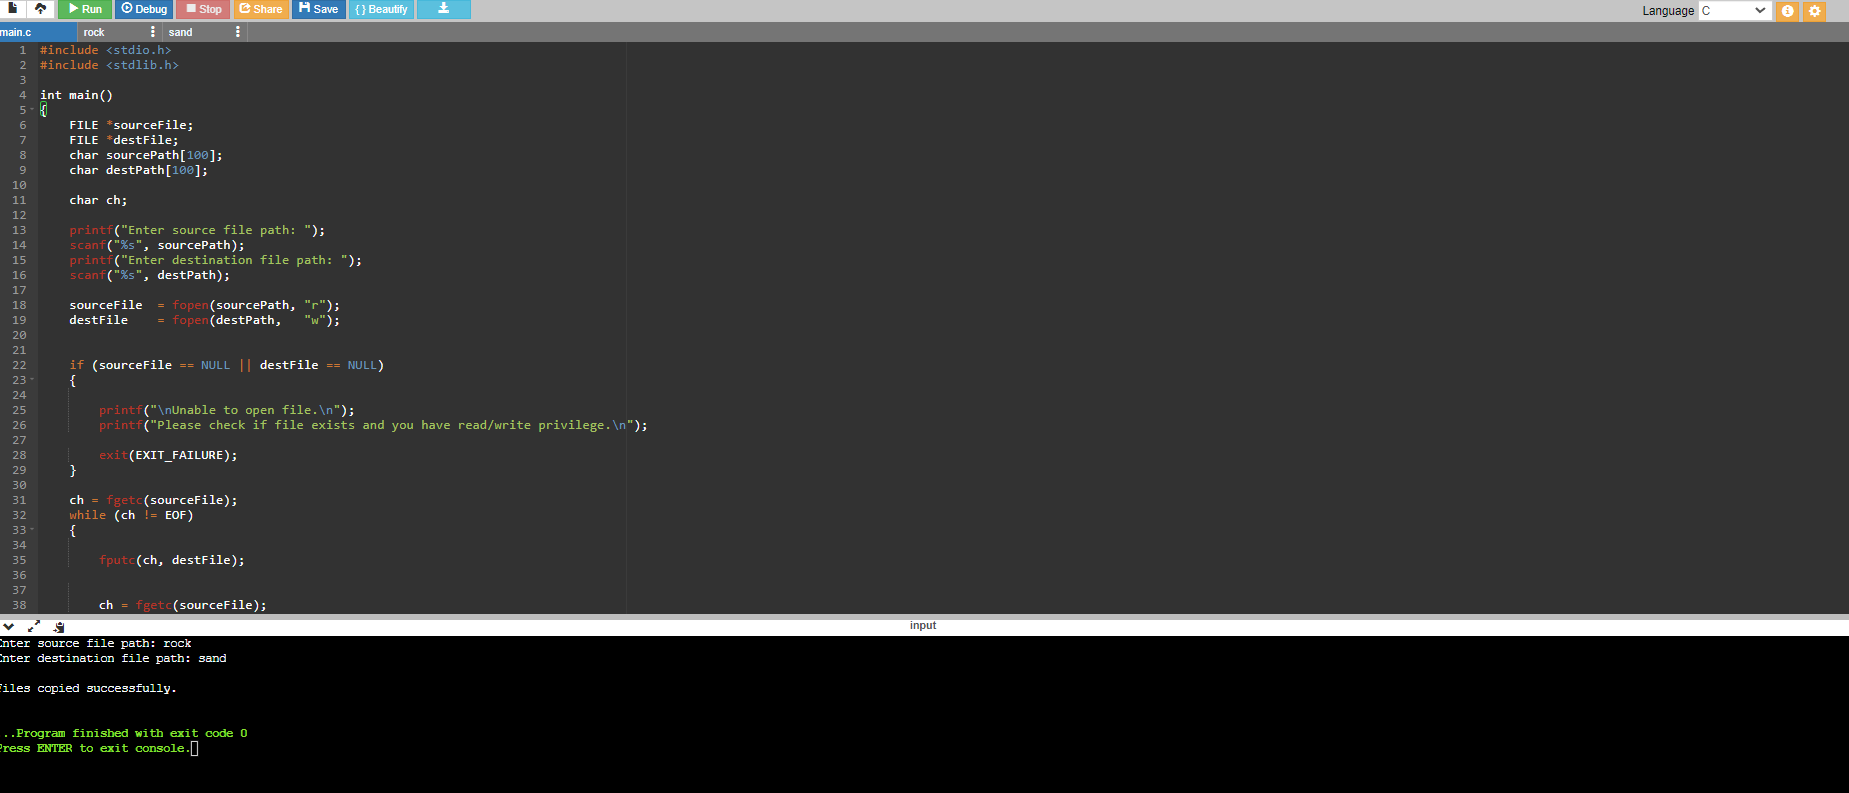 Run Debug Stop Share Save { } Beautify Language C
main.c rock sand
1 #include <stdio.h>
2 #include <stdlib.h>
3
4 int main()
5 {
6 FILE *sourceFile;
7 FILE *destFile;
8 char sourcePath[100];
9 char destPath[100];
10
11 char ch;
12
13 printf("Enter source file path: ");
14 scanf("%s", sourcePath);
15 printf("Enter destination file path: ");
16 scanf("%s", destPath);
17
18 sourceFile  = fopen(sourcePath, "r");
19 destFile    = fopen(destPath,   "w");
20
21
22 if (sourceFile == NULL || destFile == NULL)
23 {
24
25 printf("\nUnable to open file.\n");
26 printf("Please check if file exists and you have read/write privilege.\n");
27
28 exit(EXIT_FAILURE);
29 }
30
31 ch = fgetc(sourceFile);
32 while (ch != EOF)
33 {
34
35 fputc(ch, destFile);
36
37
38 ch = fgetc(sourceFile);
input
Enter source file path: rock
Enter destination file path: sand
Files copied successfully.
...Program finished with exit code 0
Press ENTER to exit console.